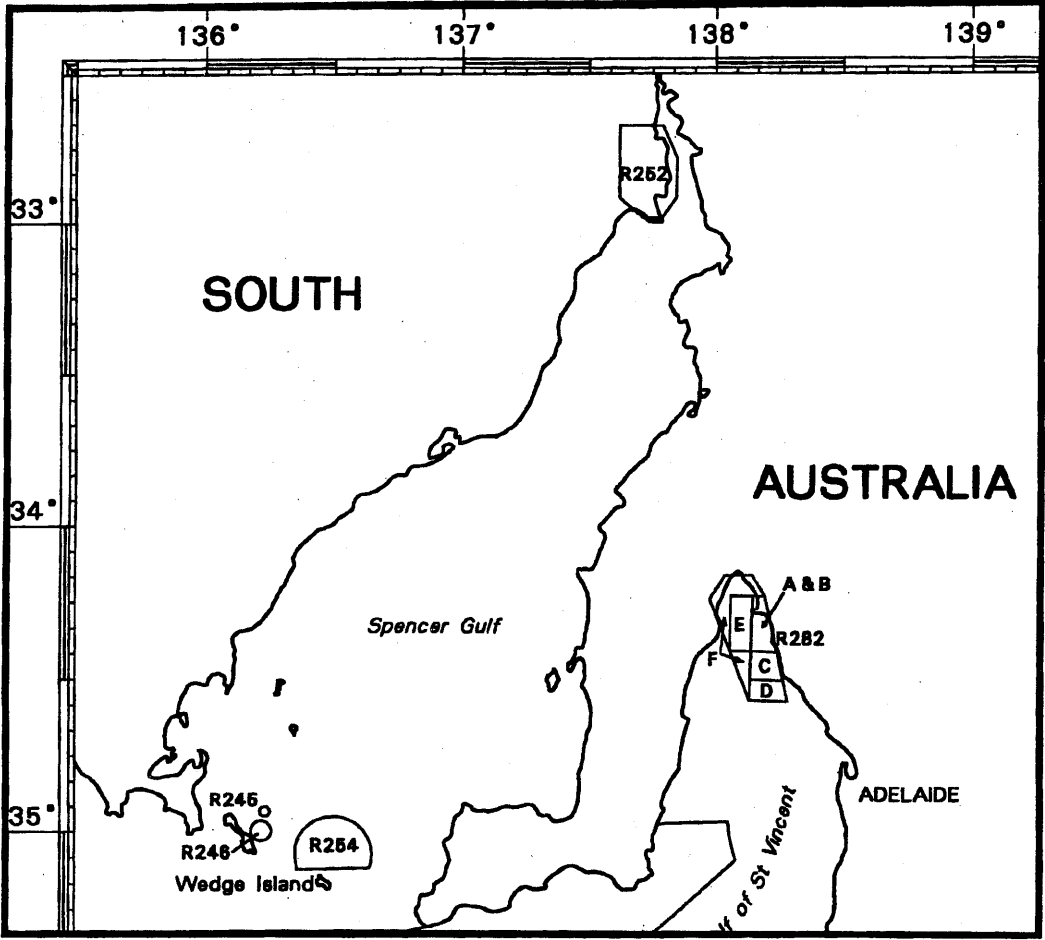 136° 137° 138° 139°
33°
34°
35°
R252
SOUTH
AUSTRALIA
A & B
E
R282
F
C
D
Spencer Gulf
R245
R246
R254
Wedge Island
ADELAIDE
lf of St Vincent